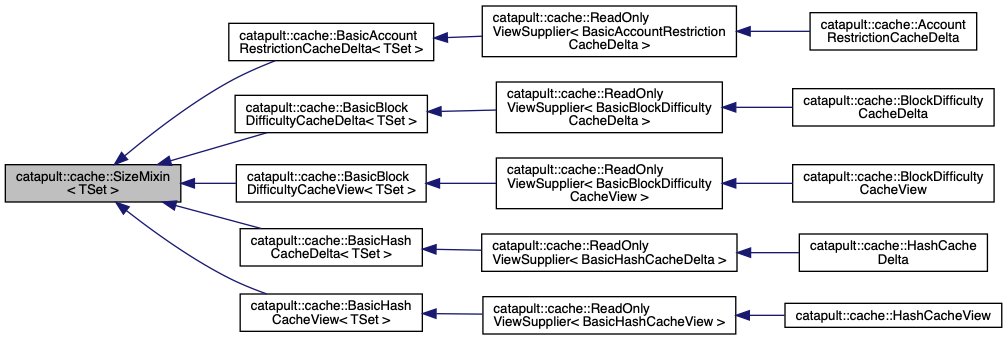 catapult::cache::BasicAccount
RestrictionCacheDelta< TSet >
catapult::cache::ReadOnly
ViewSupplier< BasicAccountRestriction
CacheDelta >
catapult::cache::Account
RestrictionCacheDelta
catapult::cache::BasicBlock
DifficultyCacheDelta< TSet >
catapult::cache::ReadOnly
ViewSupplier< BasicBlockDifficulty
CacheDelta >
catapult::cache::BlockDifficulty
CacheDelta
catapult::cache::SizeMixin
< TSet >
catapult::cache::BasicBlock
DifficultyCacheView< TSet >
catapult::cache::ReadOnly
ViewSupplier< BasicBlockDifficulty
CacheView >
catapult::cache::BlockDifficulty
CacheView
catapult::cache::BasicHash
CacheDelta< TSet >
catapult::cache::ReadOnly
ViewSupplier< BasicHashCacheDelta >
catapult::cache::HashCache
Delta
catapult::cache::BasicHash
CacheView< TSet >
catapult::cache::ReadOnly
ViewSupplier< BasicHashCacheView >
catapult::cache::HashCacheView